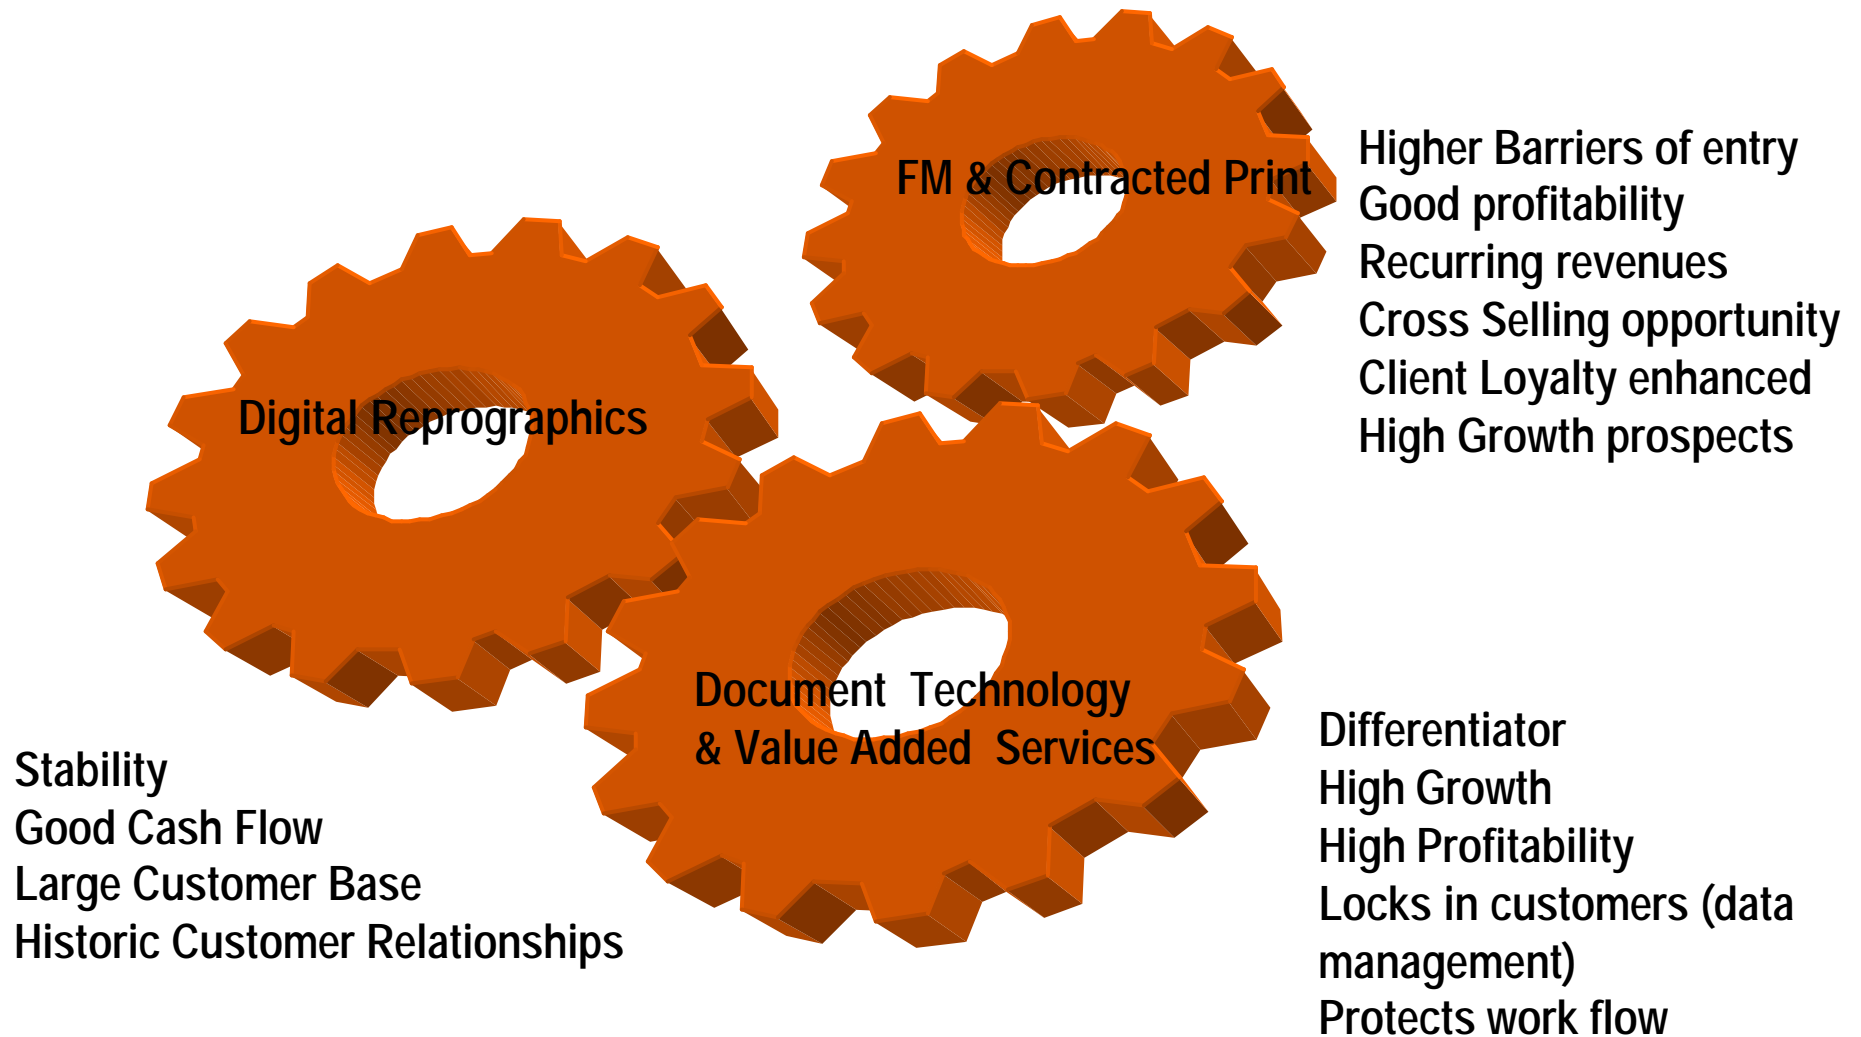 FM & Contracted Print
Higher Barriers of entry
Good profitability
Recurring revenues
Cross Selling opportunity
Client Loyalty enhanced
High Growth prospects
Digital Reprographics
Document Technology
& Value Added Services
Stability
Good Cash Flow
Large Customer Base
Historic Customer Relationships
Differentiator
High Growth
High Profitability
Locks in customers (data
management)
Protects work flow